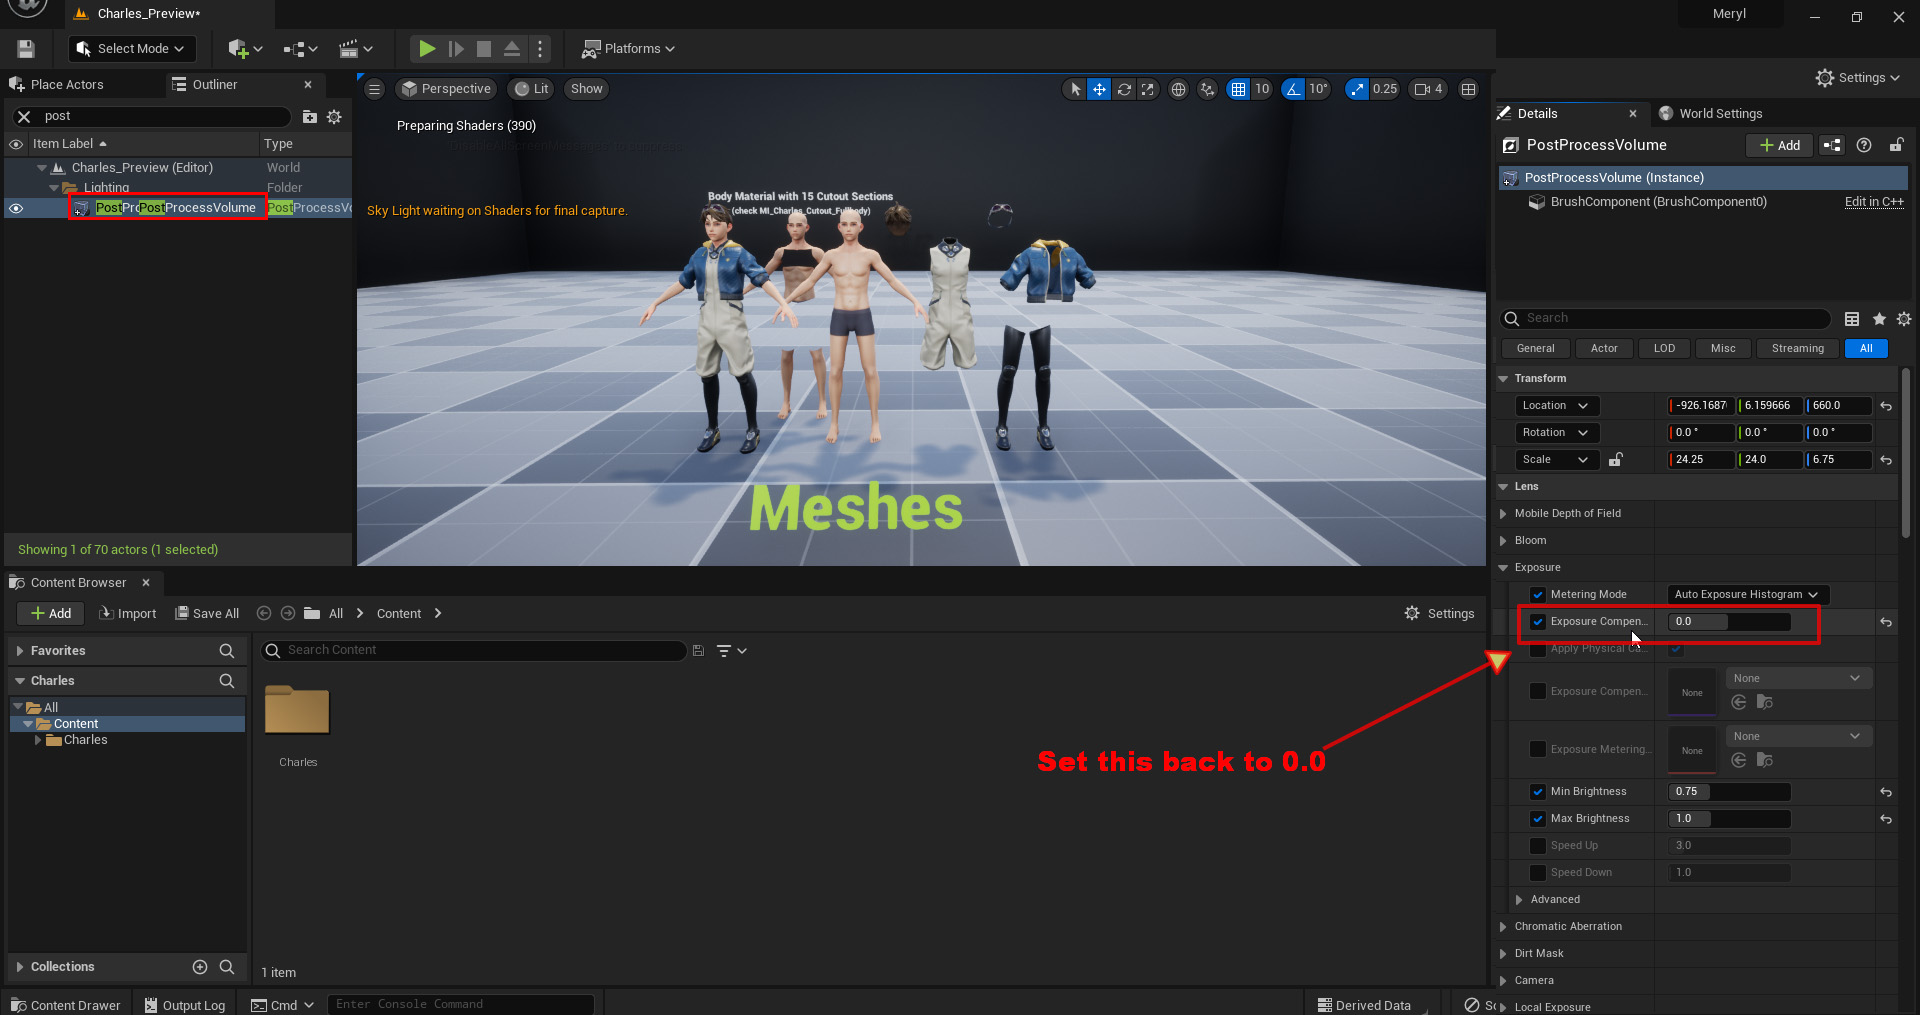 Charles_Preview*
Meryl
Select Mode
Platforms
Settings
Place Actors
Outliner
post
Item Label
Type
Charles_Preview (Editor)
World
Lighting
Folder
PostProcPostProcessVolume
PostProcessVo
Showing 1 of 70 actors (1 selected)
Perspective
Lit
Show
10
10°
0.25
4
Preparing Shaders (390)
Sky Light waiting on Shaders for final capture.
Body Material with 15 Cutout Sections
(check MI_Charles_Cutout_Fullbody)
Meshes
Content Browser
Add
Import
Save All
All
Content
Settings
Favorites
Charles
All
Content
Charles
Collections
Search Content
Charles
1 item
Set this back to 0.0
Content Drawer
Output Log
Cmd
Enter Console Command
Derived Data
Details
World Settings
PostProcessVolume
Add
PostProcessVolume (Instance)
BrushComponent (BrushComponent0)
Edit in C++
Search
General
Actor
LOD
Misc
Streaming
All
Transform
Location
-926.1687
6.159666
660.0
Rotation
0.0 °
0.0 °
0.0 °
Scale
24.25
24.0
6.75
Lens
Mobile Depth of Field
Bloom
Exposure
Metering Mode
Auto Exposure Histogram
Exposure Compen...
0.0
Apply Physical Ca...
Exposure Compen...
None
None
Exposure Metering...
None
None
Min Brightness
0.75
Max Brightness
1.0
Speed Up
3.0
Speed Down
1.0
Advanced
Chromatic Aberration
Dirt Mask
Camera
Local Exposure